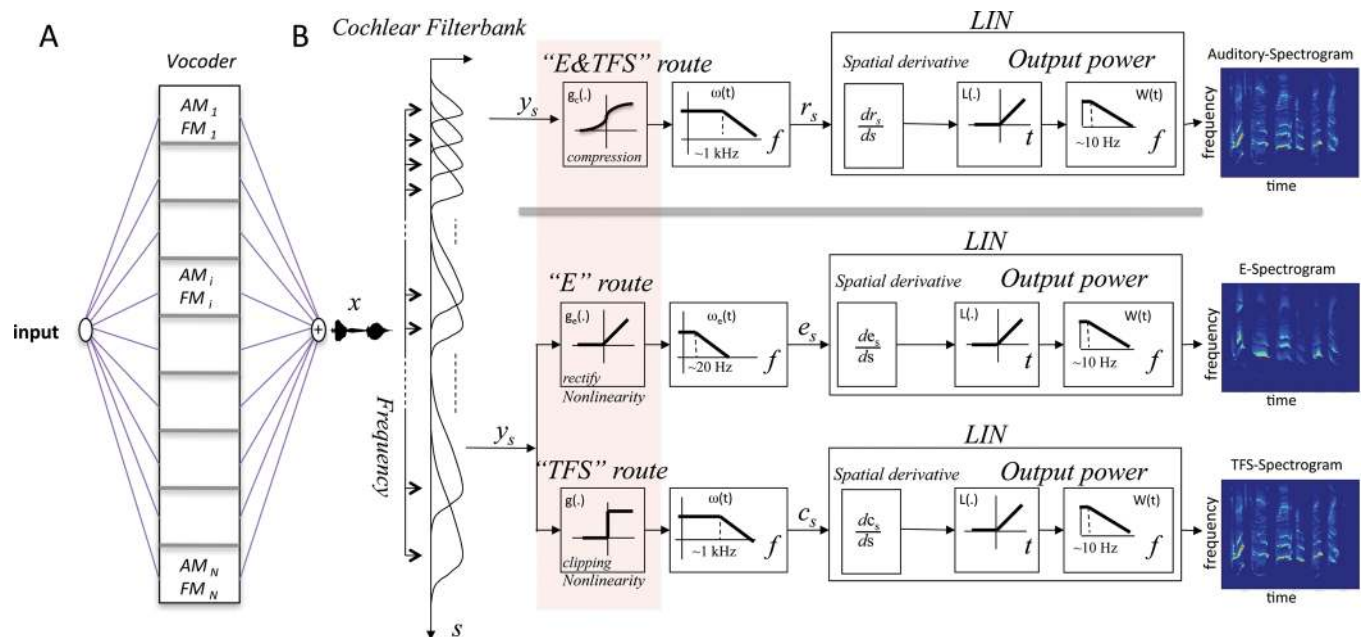 A
Vocoder
AM 1
FM 1
AM i
FM i
AM N
FM N
input
+
x
B
Cochlear Filterbank
Frequency
s
"E&TFS" route
y_s
g_c(.)
compression
ω(t)
~1 kHz
f
r_s
LIN
Spatial derivative
Output power
dr_s
ds
L(.)
t
W(t)
~10 Hz
f
Auditory-Spectrogram
frequency
time
"E" route
g_e(.)
rectify
Nonlinearity
ω_e(t)
~20 Hz
f
e_s
LIN
Spatial derivative
Output power
de_s
ds
L(.)
t
W(t)
~10 Hz
f
E-Spectrogram
frequency
time
y_s
"TFS" route
g(.)
clipping
Nonlinearity
ω(t)
~1 kHz
f
c_s
LIN
Spatial derivative
Output power
dc_s
ds
L(.)
t
W(t)
~10 Hz
f
TFS-Spectrogram
frequency
time